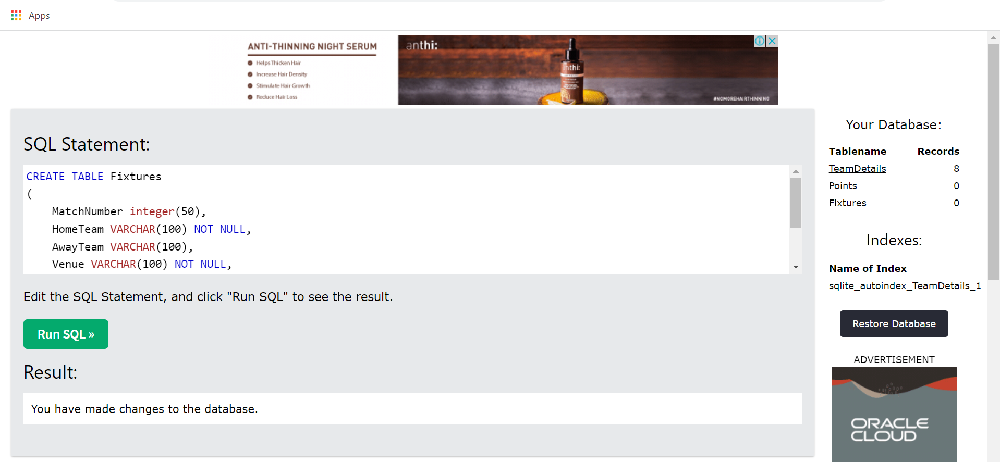 Apps
ANTI-THINNING NIGHT SERUM
Helps Thicken Hair
Increase Hair Density
Stimulate Hair Growth
Reduce Hair Loss
anthi:
anthi:
#NOMOREHAIRTHINNING
SQL Statement:
CREATE TABLE Fixtures
(
MatchNumber integer(50),
HomeTeam VARCHAR(100) NOT NULL,
AwayTeam VARCHAR(100),
Venue VARCHAR(100) NOT NULL,
Edit the SQL Statement, and click "Run SQL" to see the result.
Run SQL »
Result:
You have made changes to the database.
Your Database:
Tablename Records
TeamDetails 8
Points 0
Fixtures 0
Indexes:
Name of Index
sqlite_autoindex_TeamDetails_1
Restore Database
ADVERTISEMENT
ORACLE
CLOUD